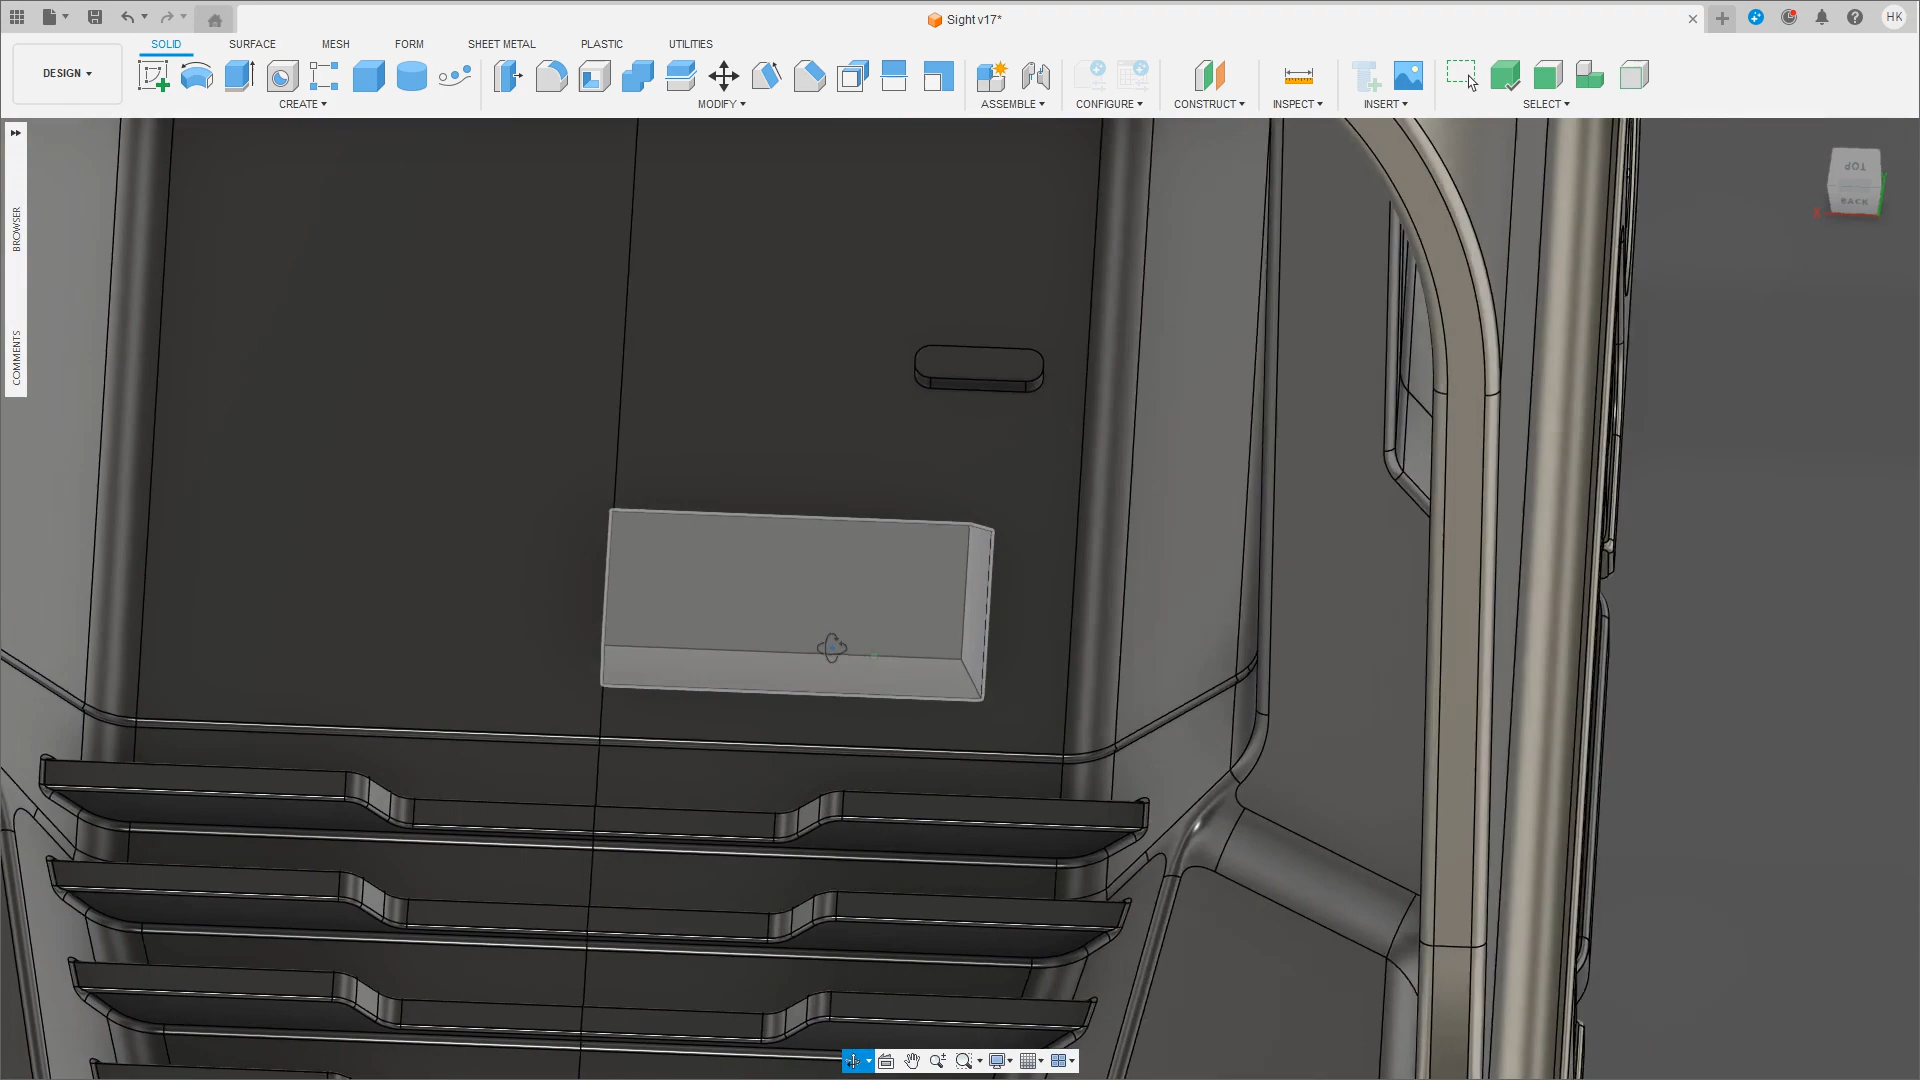 Sight v17*
HK
DESIGN
SOLID
SURFACE
MESH
FORM
SHEET METAL
PLASTIC
UTILITIES
CREATE
MODIFY
ASSEMBLE
CONFIGURE
CONSTRUCT
INSPECT
INSERT
SELECT
BROWSER
COMMENTS
TOP
BACK
X
Y